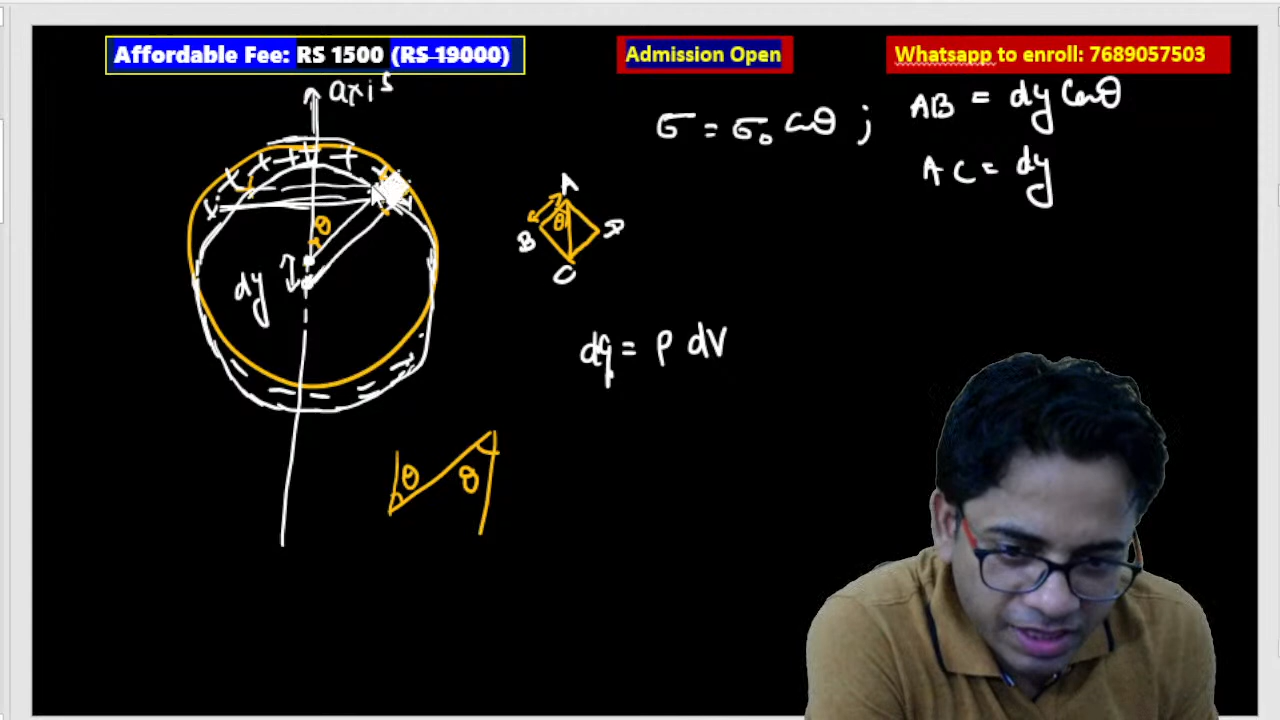 Affordable Fee: RS 1500 (RS 19000)
Admission Open
Whatsapp to enroll: 7689057503
axis
σ = σ₀ Cosθ ;
AB = dy Cosθ
AC = dy
+ + + + + +
θ
dy
A
θ
B
D
C
dq = ρ dV
- - - - - -
θ
θ